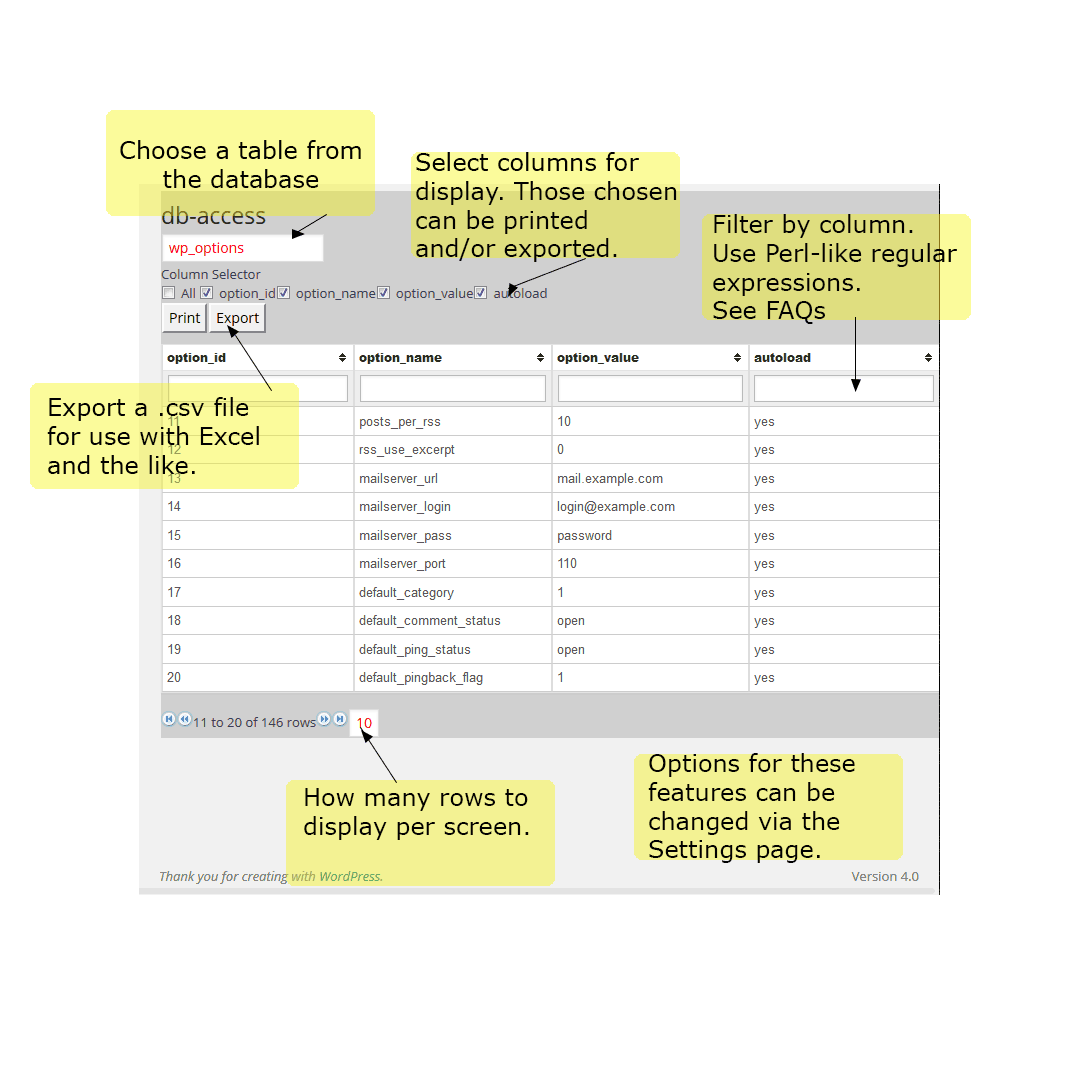 Choose a table from
the database
Select columns for
display. Those chosen
can be printed
and/or exported.
Filter by column.
Use Perl-like regular
expressions.
See FAQs
db-access
wp_options
Column Selector
All option_id option_name option_value autoload
Print Export
option_id option_name option_value autoload
Export a .csv file
for use with Excel
and the like.
11 posts_per_rss 10 yes
12 rss_use_excerpt 0 yes
13 mailserver_url mail.example.com yes
14 mailserver_login login@example.com yes
15 mailserver_pass password yes
16 mailserver_port 110 yes
17 default_category 1 yes
18 default_comment_status open yes
19 default_ping_status open yes
20 default_pingback_flag 1 yes
11 to 20 of 146 rows 10
How many rows to
display per screen.
Options for these
features can be
changed via the
Settings page.
Thank you for creating with WordPress.
Version 4.0